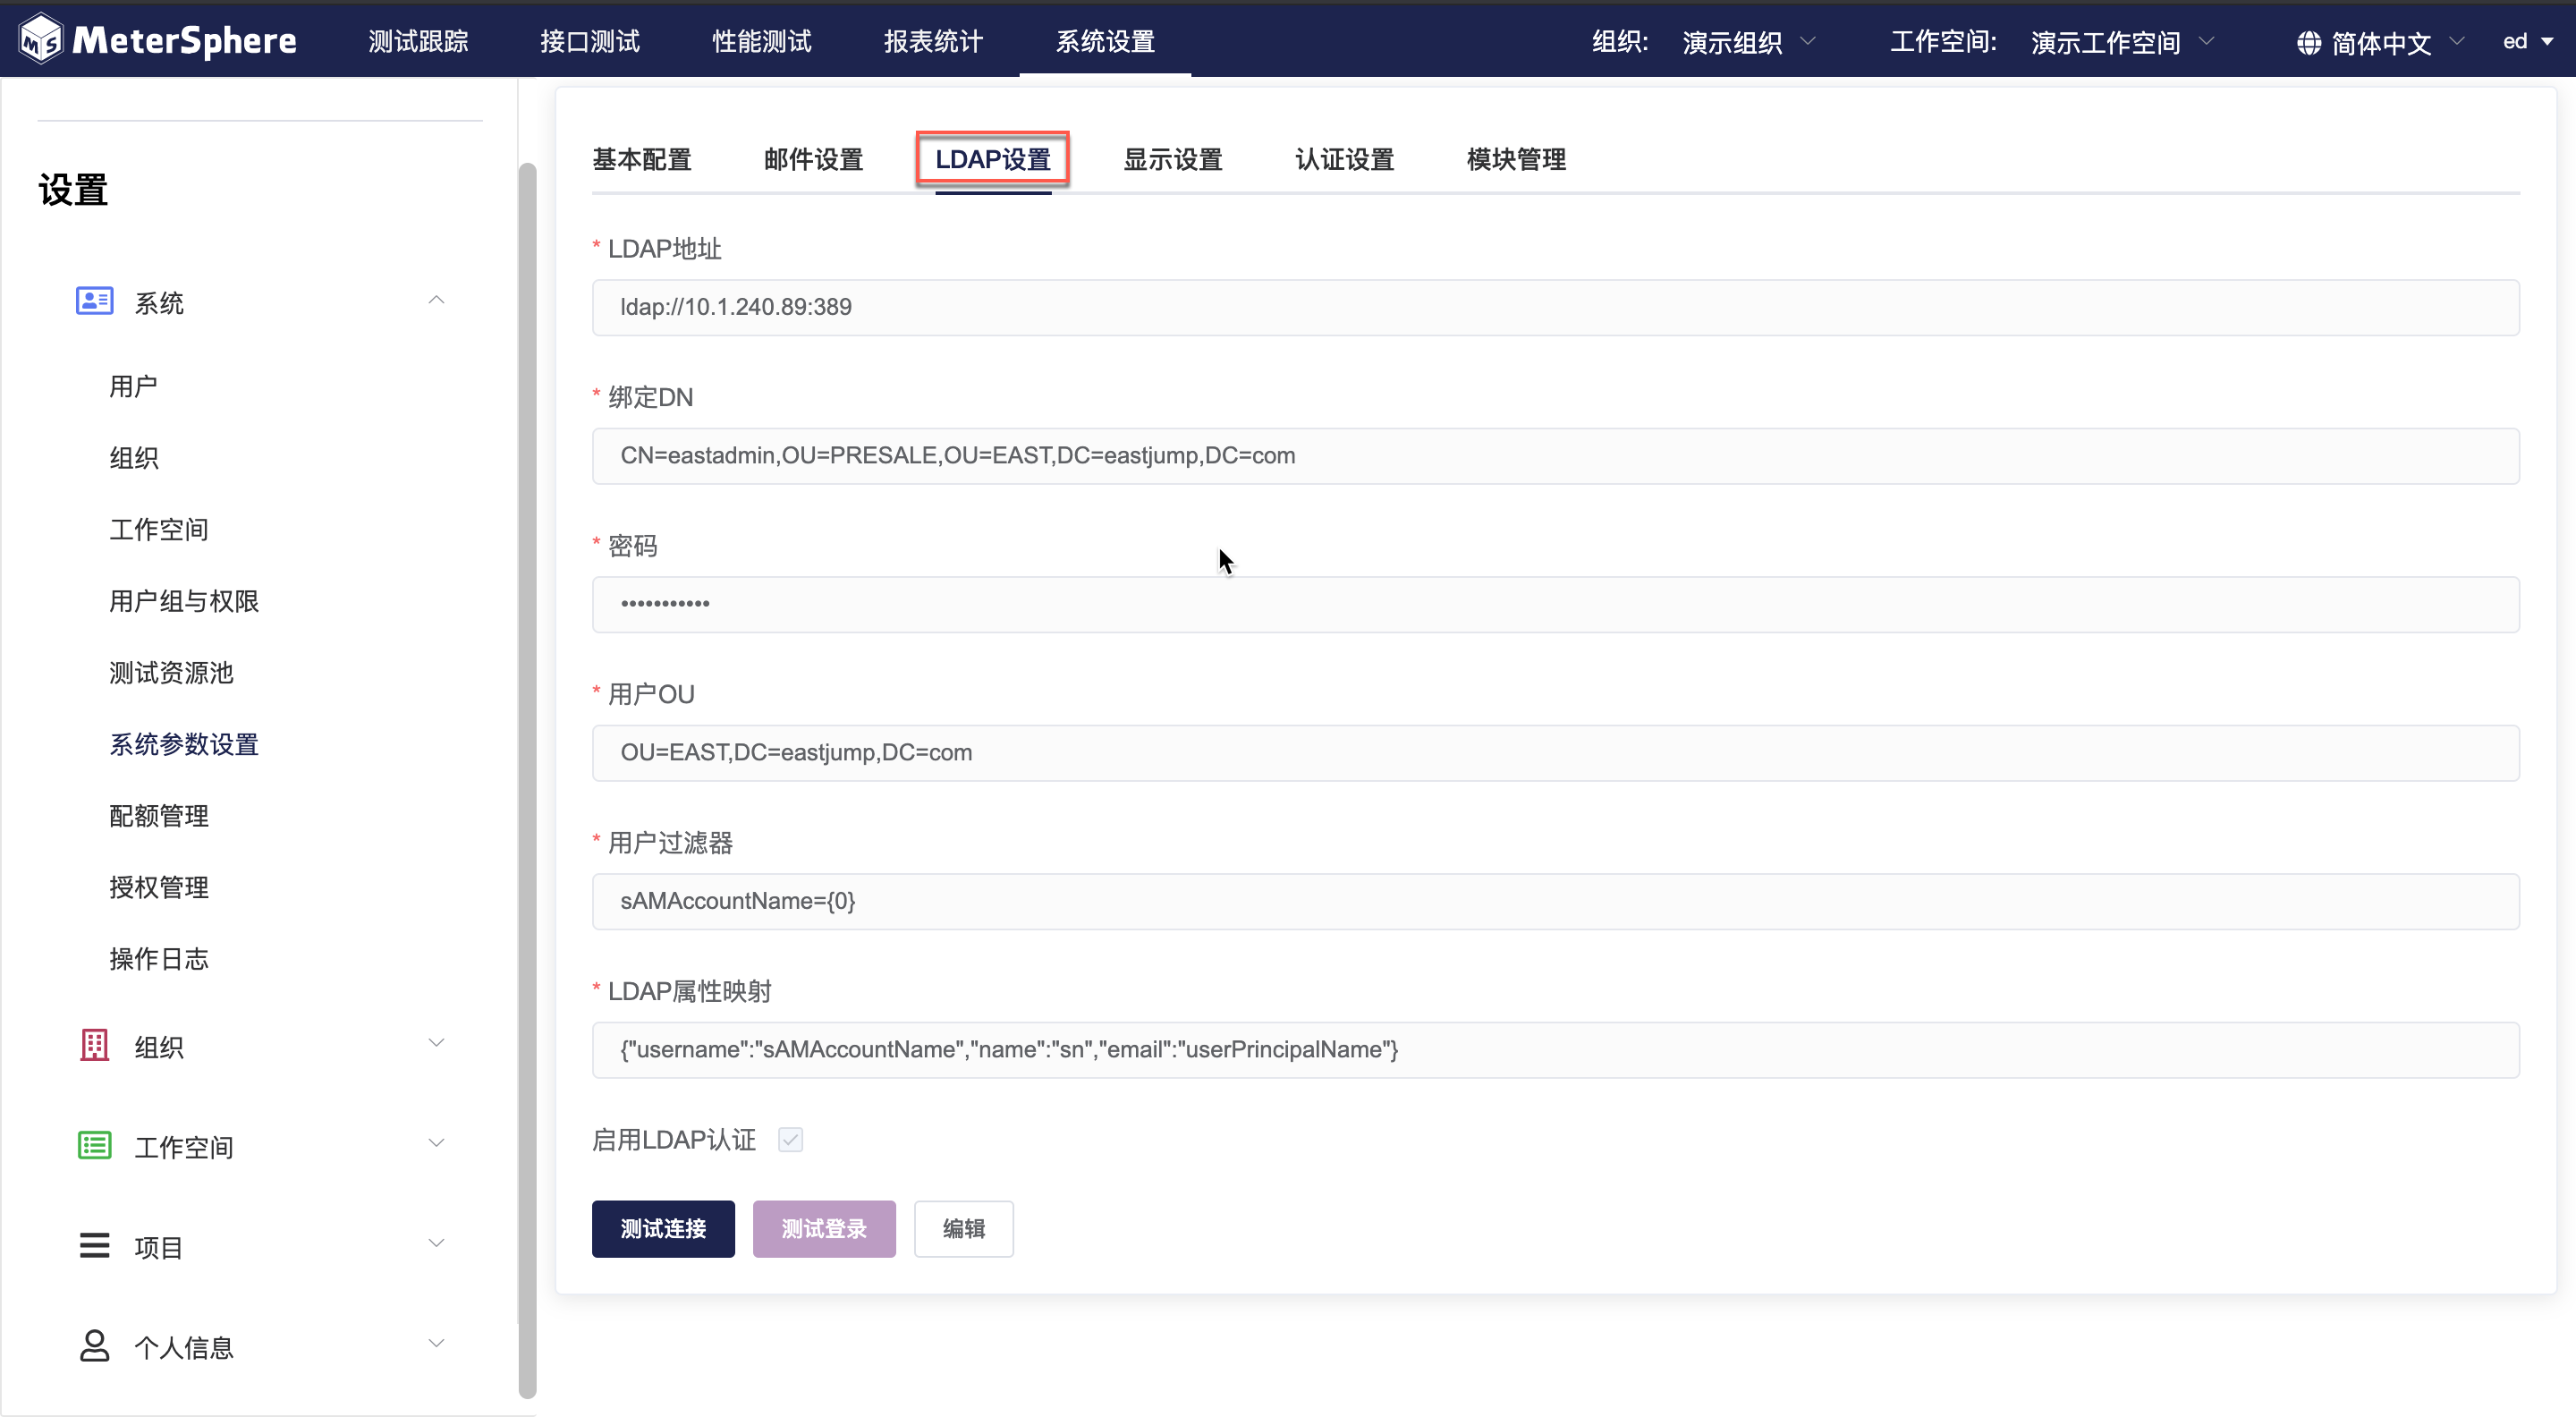 MeterSphere 测试跟踪 接口测试 性能测试 报表统计 系统设置 组织: 演示组织 工作空间: 演示工作空间 简体中文 ed
设置
系统
用户
组织
工作空间
用户组与权限
测试资源池
系统参数设置
配额管理
授权管理
操作日志
组织
工作空间
项目
个人信息
基本配置 邮件设置 LDAP设置 显示设置 认证设置 模块管理
* LDAP地址
ldap://10.1.240.89:389
* 绑定DN
CN=eastadmin,OU=PRESALE,OU=EAST,DC=eastjump,DC=com
* 密码
•••••••••••
* 用户OU
OU=EAST,DC=eastjump,DC=com
* 用户过滤器
sAMAccountName={0}
* LDAP属性映射
{"username":"sAMAccountName","name":"sn","email":"userPrincipalName"}
启用LDAP认证
测试连接 测试登录 编辑